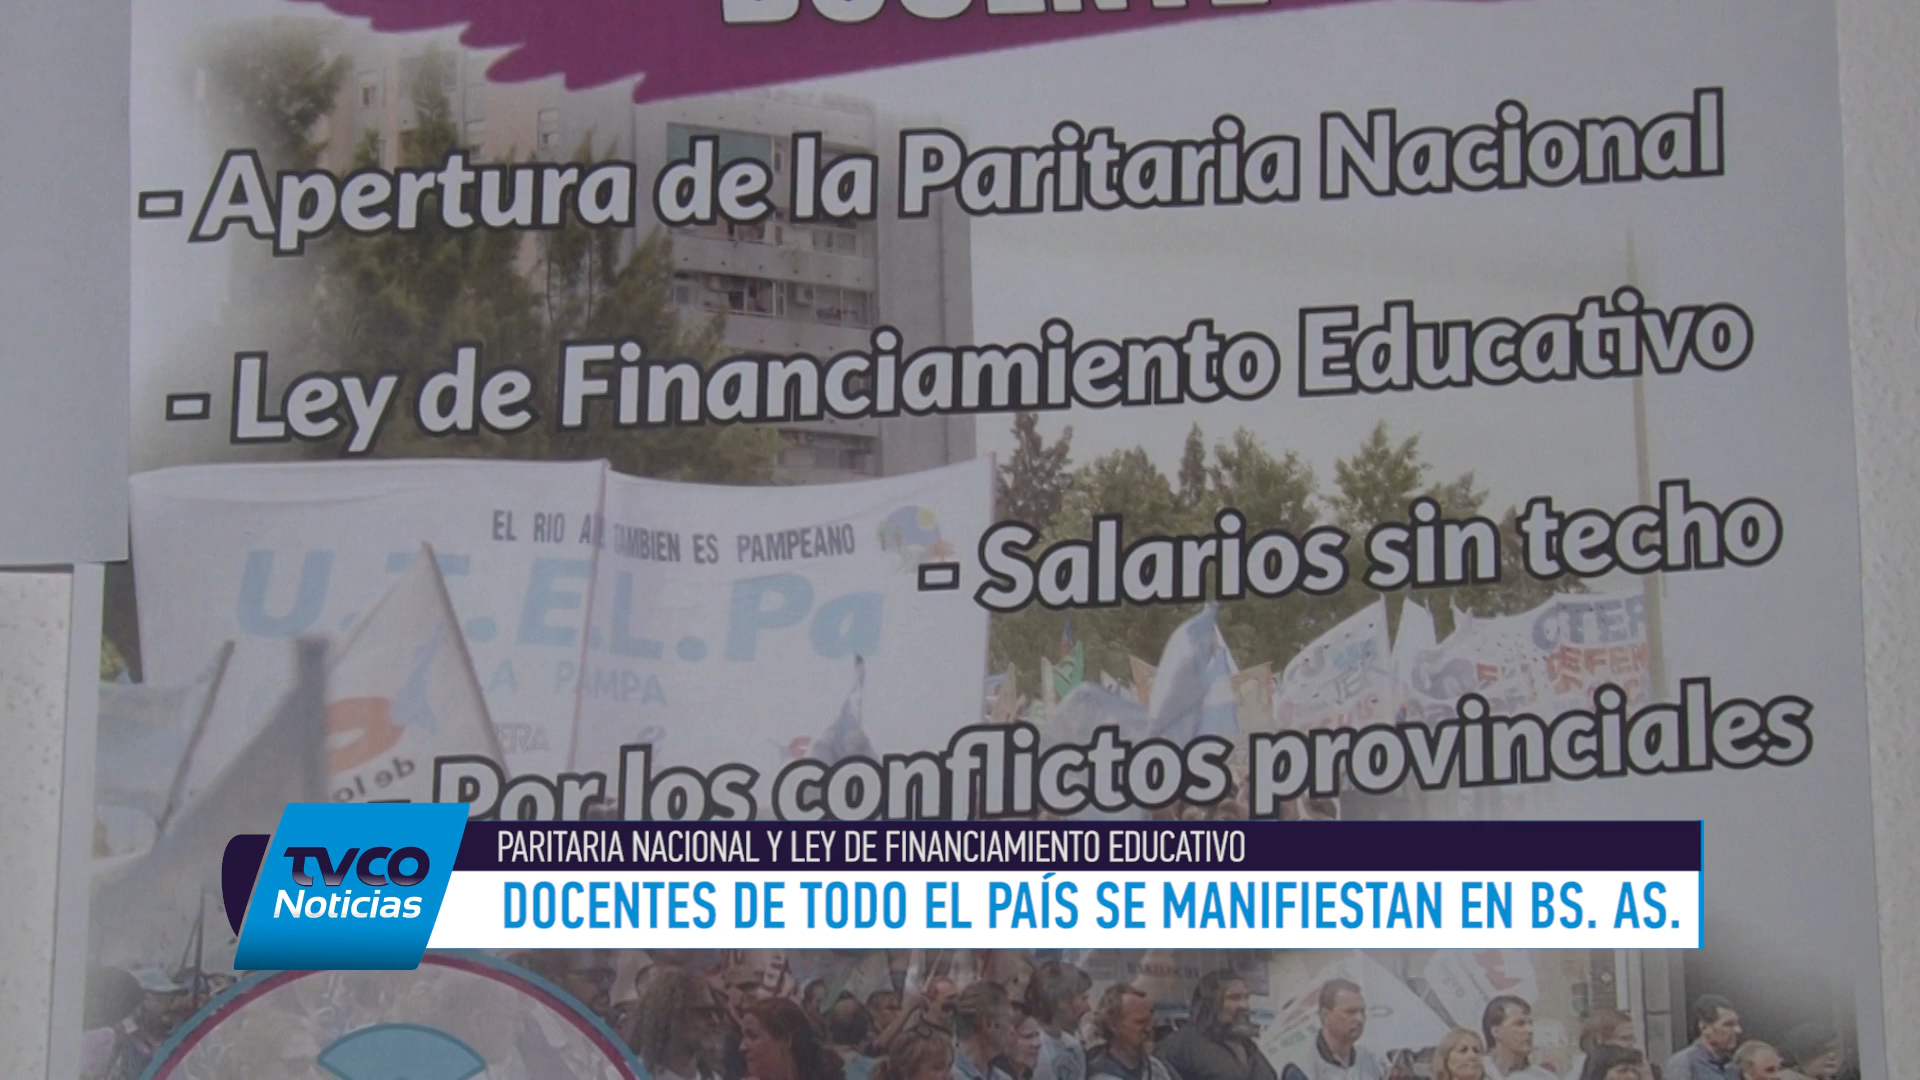 - Apertura de la Paritaria Nacional
- Ley de Financiamiento Educativo
EL RIO TAMBIEN ES PAMPEANO
U.T.E.L.Pa
LA PAMPA
- Salarios sin techo
- Por los conflictos provinciales
TVCO
Noticias
PARITARIA NACIONAL Y LEY DE FINANCIAMIENTO EDUCATIVO
DOCENTES DE TODO EL PAÍS SE MANIFIESTAN EN BS. AS.